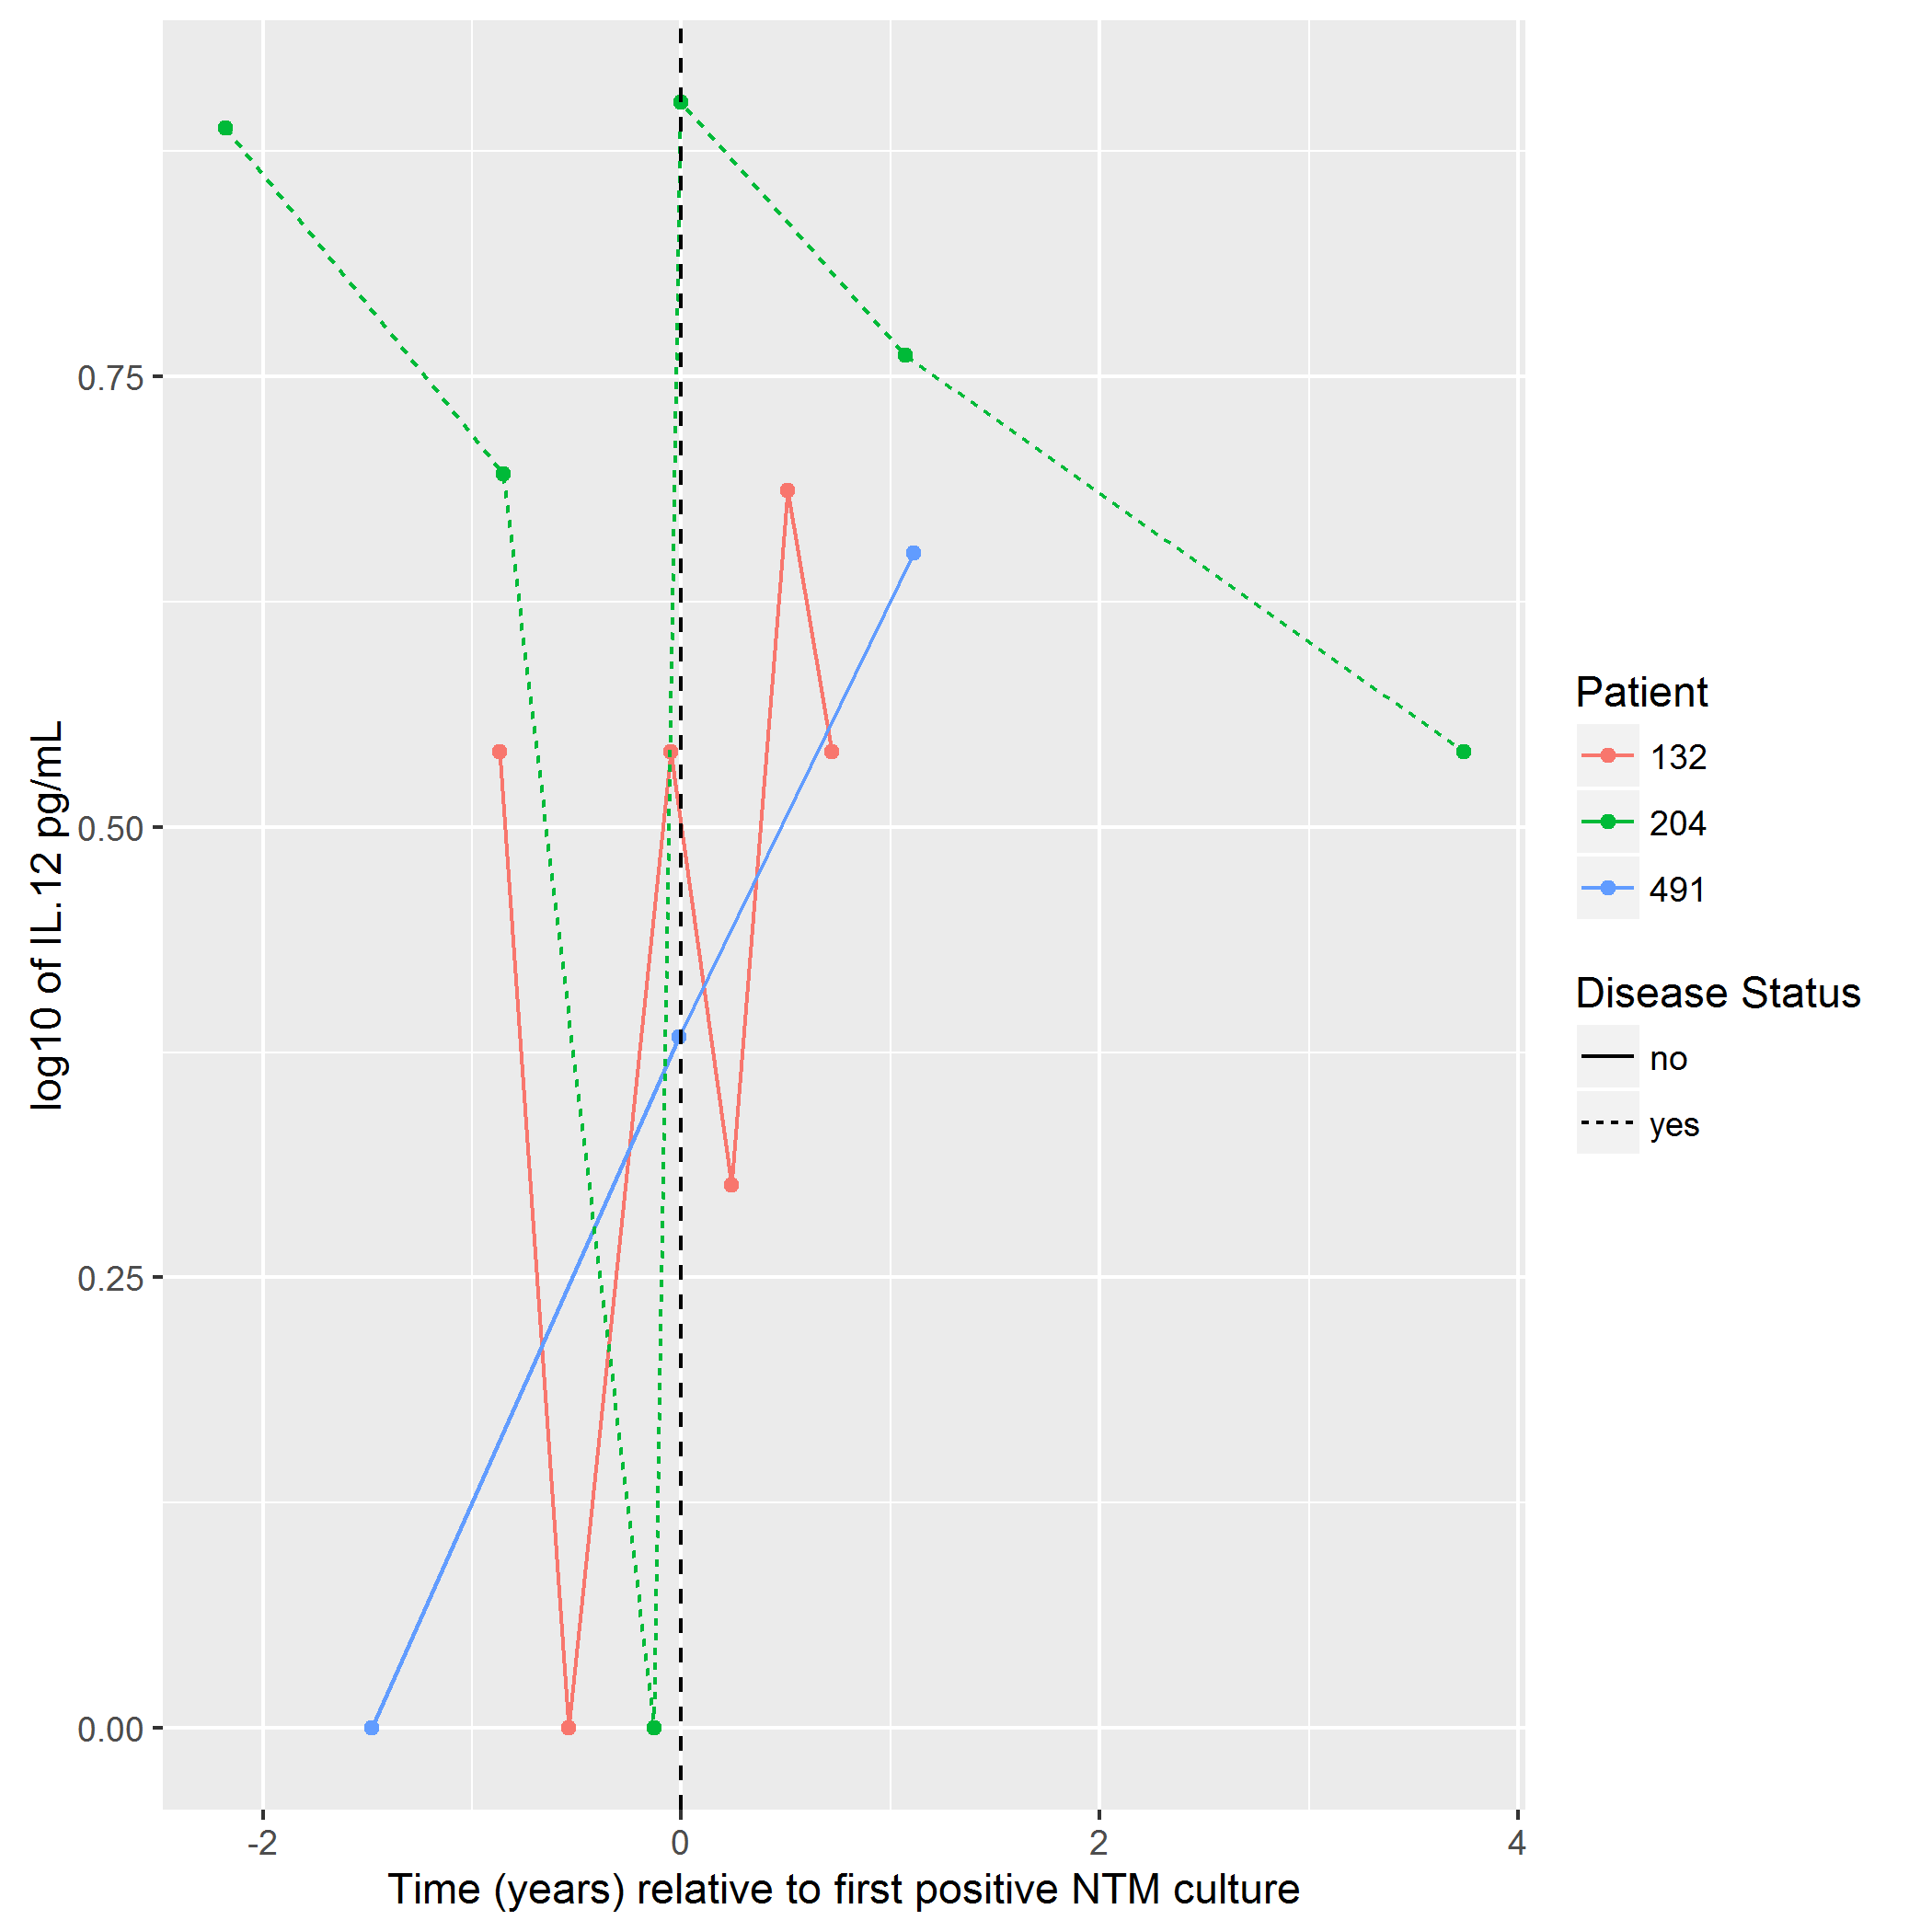 log10 of IL.12 pg/mL
0.75
0.50
0.25
0.00
-2
0
2
4
Time (years) relative to first positive NTM culture
Patient
132
204
491
Disease Status
no
yes